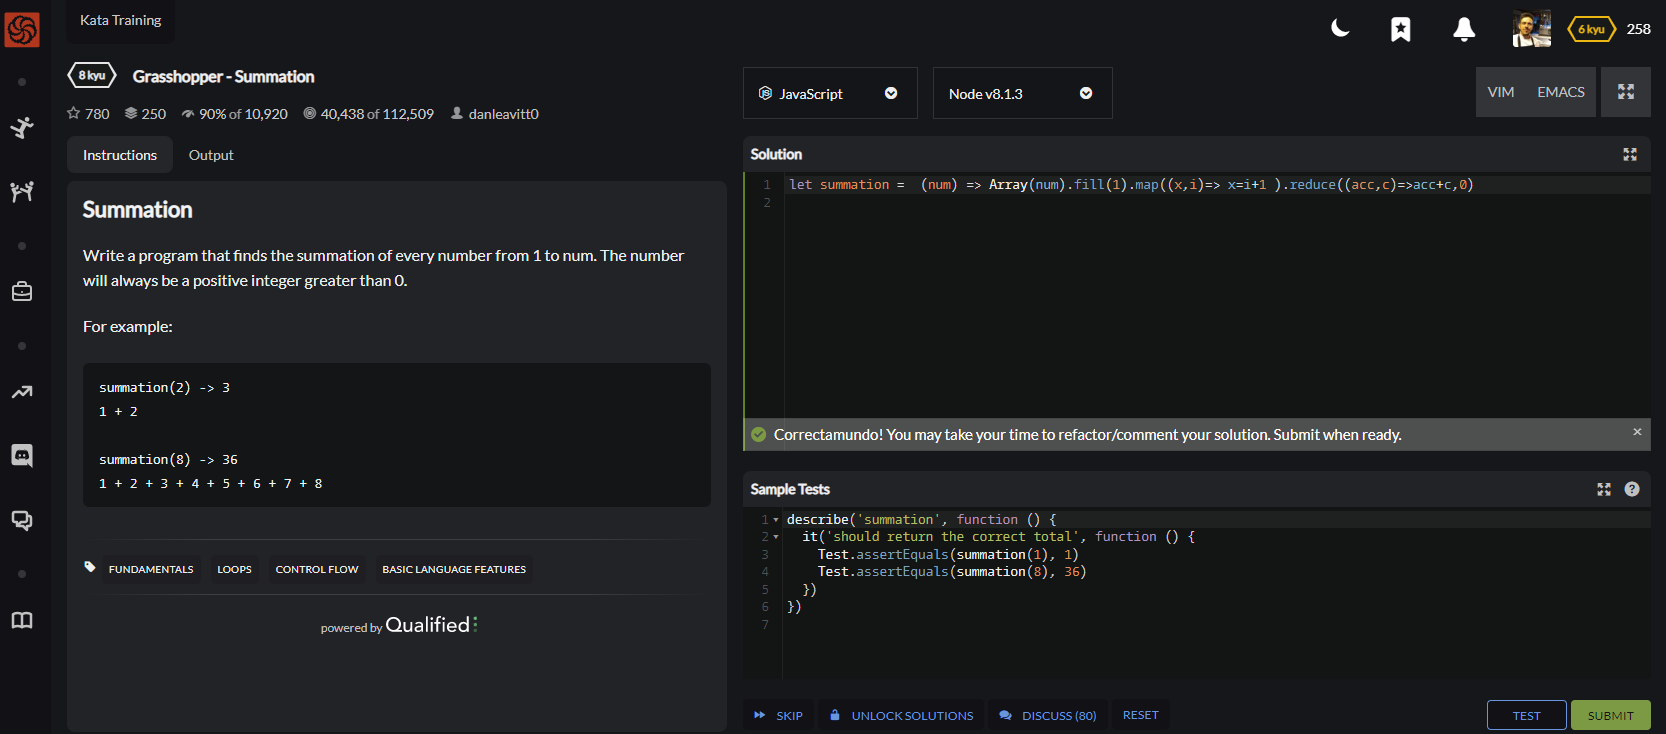 Kata Training
6 kyu 258
8 kyu Grasshopper - Summation
780 250 90% of 10,920 40,438 of 112,509 danleavitt0
Instructions Output
Summation
Write a program that finds the summation of every number from 1 to num. The number
will always be a positive integer greater than 0.
For example:
summation(2) -> 3
1 + 2
summation(8) -> 36
1 + 2 + 3 + 4 + 5 + 6 + 7 + 8
FUNDAMENTALS LOOPS CONTROL FLOW BASIC LANGUAGE FEATURES
powered by Qualified
JavaScript Node v8.1.3 VIM EMACS
Solution
1 let summation =  (num) => Array(num).fill(1).map((x,i)=> x=i+1 ).reduce((acc,c)=>acc+c,0)
2
Correctamundo! You may take your time to refactor/comment your solution. Submit when ready. ×
Sample Tests ?
1 describe('summation', function () {
2   it('should return the correct total', function () {
3     Test.assertEquals(summation(1), 1)
4     Test.assertEquals(summation(8), 36)
5   })
6 })
7
SKIP UNLOCK SOLUTIONS DISCUSS (80) RESET TEST SUBMIT